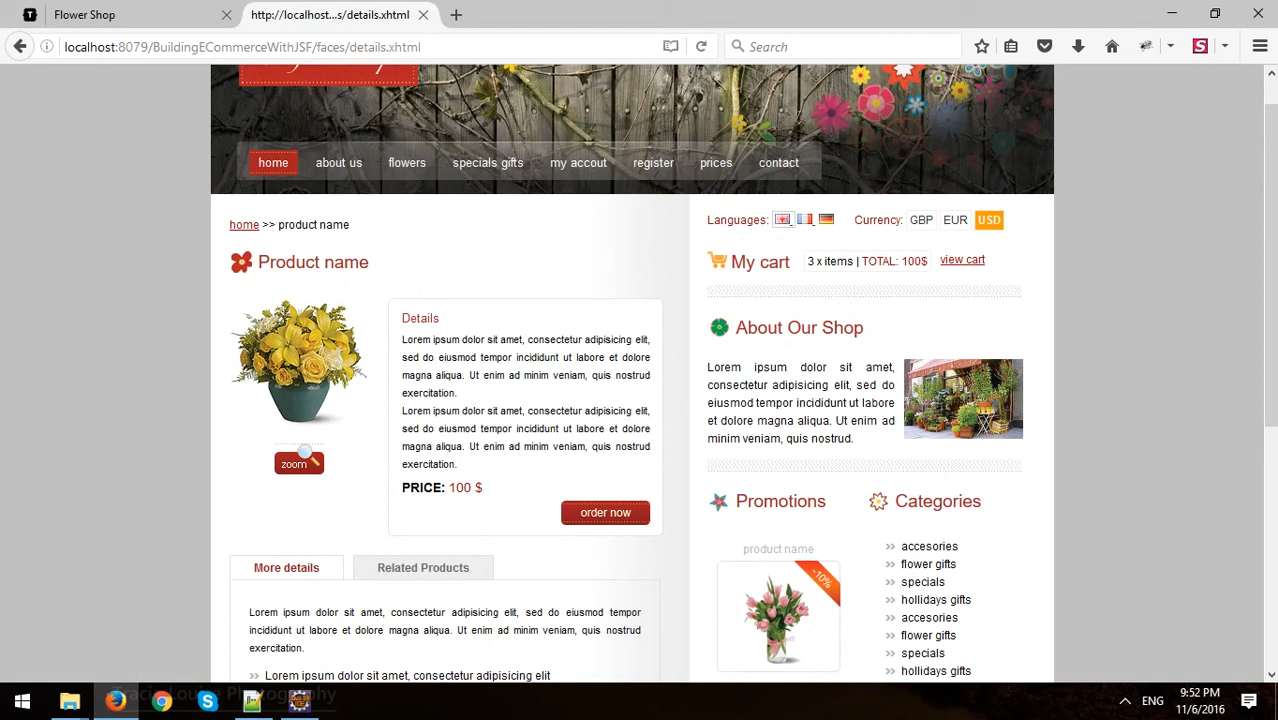 Flower Shop
http://localhost...s/details.xhtml
localhost:8079/BuildingECommerceWithJSF/faces/details.xhtml
Search
home about us flowers specials gifts my accout register prices contact
home >> product name
Languages: Currency: GBP EUR USD
Product name
My cart 3 x items | TOTAL: 100$ view cart
Details
Lorem ipsum dolor sit amet, consectetur adipisicing elit,
sed do eiusmod tempor incididunt ut labore et dolore
magna aliqua. Ut enim ad minim veniam, quis nostrud
exercitation.
Lorem ipsum dolor sit amet, consectetur adipisicing elit,
sed do eiusmod tempor incididunt ut labore et dolore
magna aliqua. Ut enim ad minim veniam, quis nostrud
exercitation.
PRICE: 100 $
order now
zoom
About Our Shop
Lorem ipsum dolor sit amet,
consectetur adipisicing elit, sed do
eiusmod tempor incididunt ut labore
et dolore magna aliqua. Ut enim ad
minim veniam, quis nostrud.
More details Related Products
Lorem ipsum dolor sit amet, consectetur adipisicing elit, sed do eiusmod tempor
incididunt ut labore et dolore magna aliqua. Ut enim ad minim veniam, quis nostrud
exercitation.
Lorem ipsum dolor sit amet, consectetur adipisicing elit
Promotions
product name
-10%
Categories
accesories
flower gifts
specials
hollidays gifts
accesories
flower gifts
specials
hollidays gifts
ENG
9:52 PM
11/6/2016